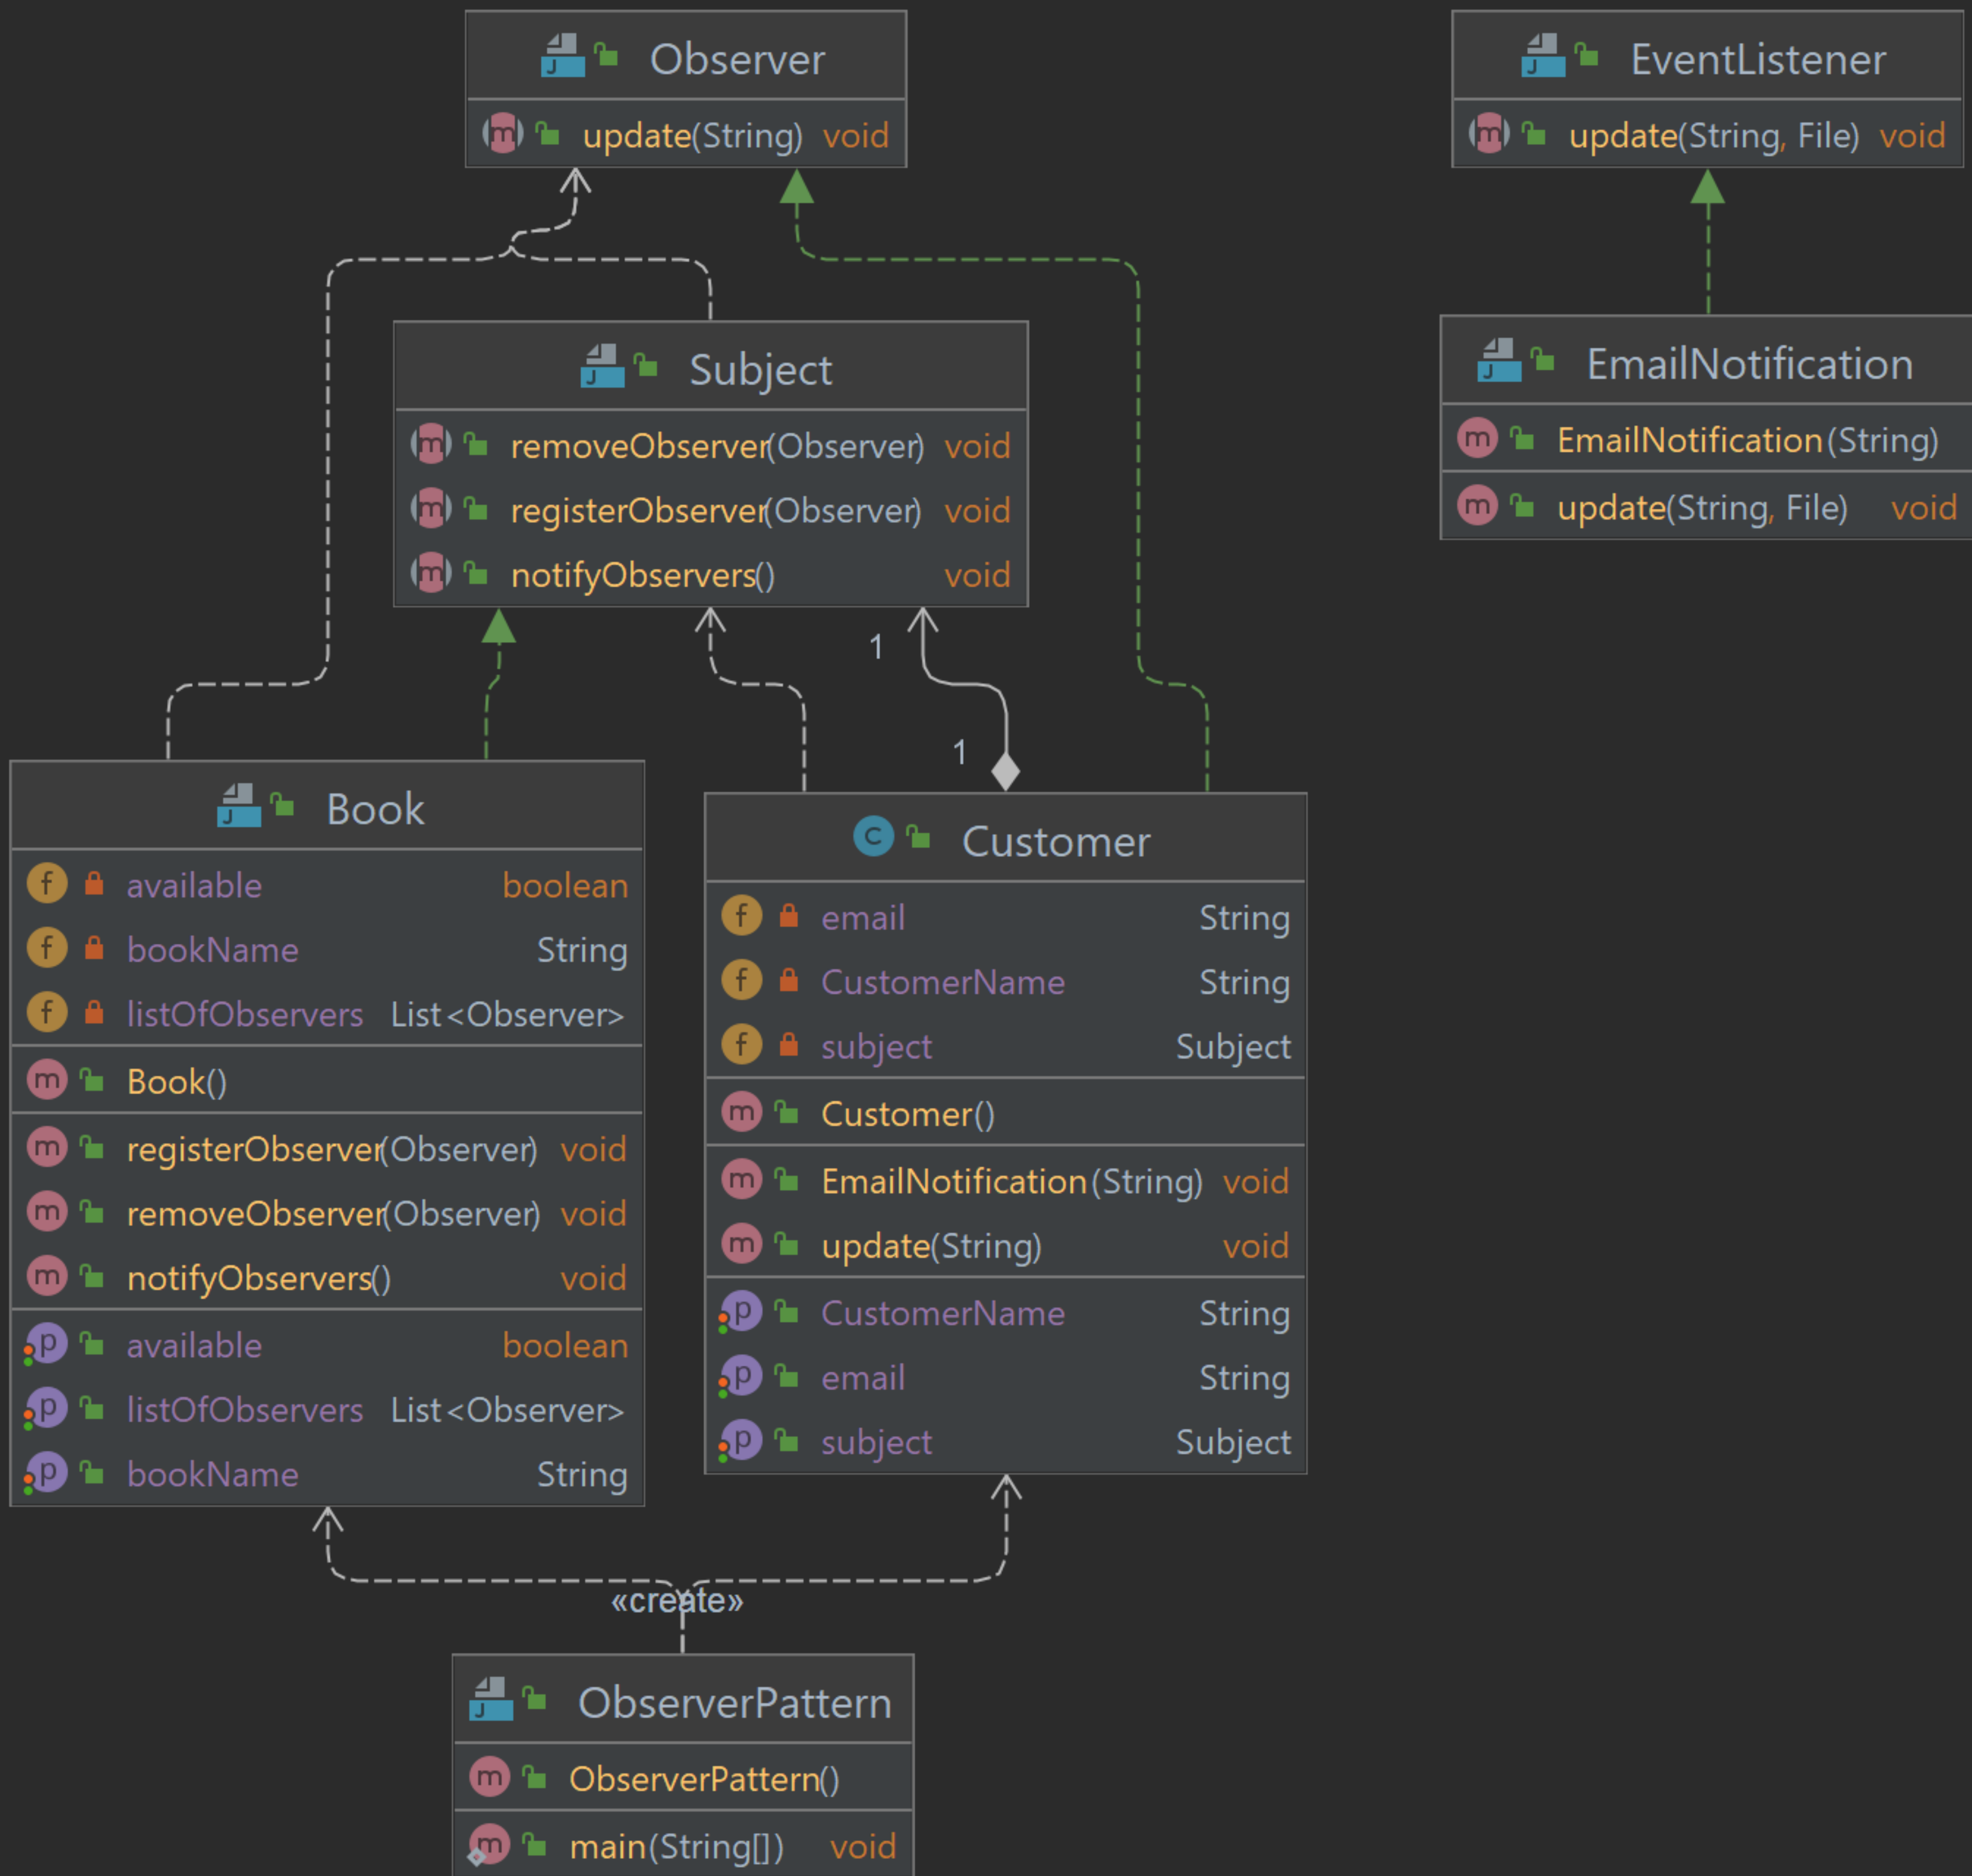 Observer
update(String) void
EventListener
update(String, File) void
Subject
removeObserver(Observer) void
registerObserver(Observer) void
notifyObservers() void
EmailNotification
EmailNotification(String)
update(String, File) void
1
1
Book
available boolean
bookName String
listOfObservers List<Observer>
Book()
registerObserver(Observer) void
removeObserver(Observer) void
notifyObservers() void
available boolean
listOfObservers List<Observer>
bookName String
Customer
email String
CustomerName String
subject Subject
Customer()
EmailNotification(String) void
update(String) void
CustomerName String
email String
subject Subject
«create»
ObserverPattern
ObserverPattern()
main(String[]) void